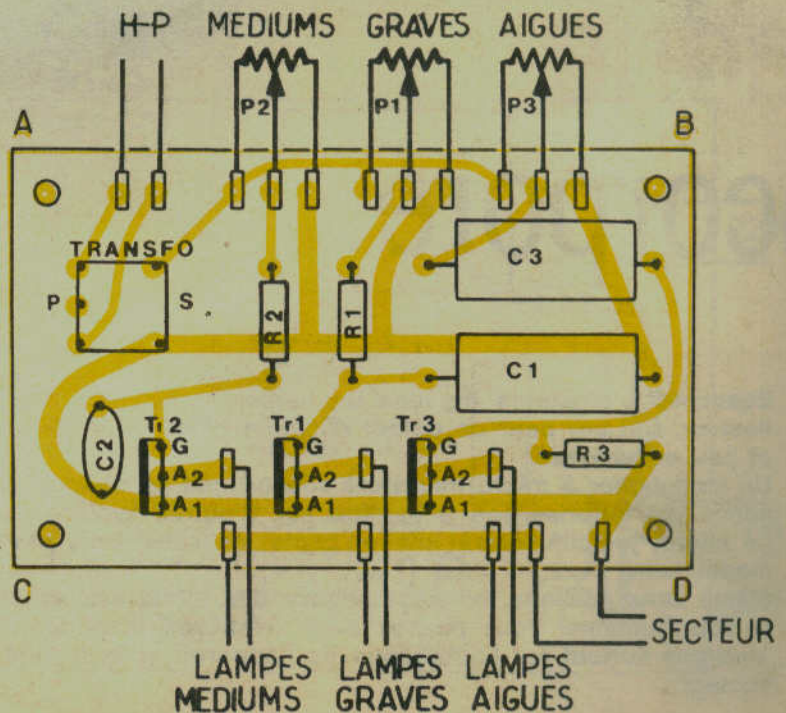 H-P MEDIUMS GRAVES AIGUES
P2 P1 P3
A B
TRANSFO
C3
P S
R2 R1
C1
Tr2 Tr1 Tr3
C2
G G G
R3
A2 A2 A2
A1 A1 A1
C D
SECTEUR
LAMPES LAMPES LAMPES
MEDIUMS GRAVES AIGUES